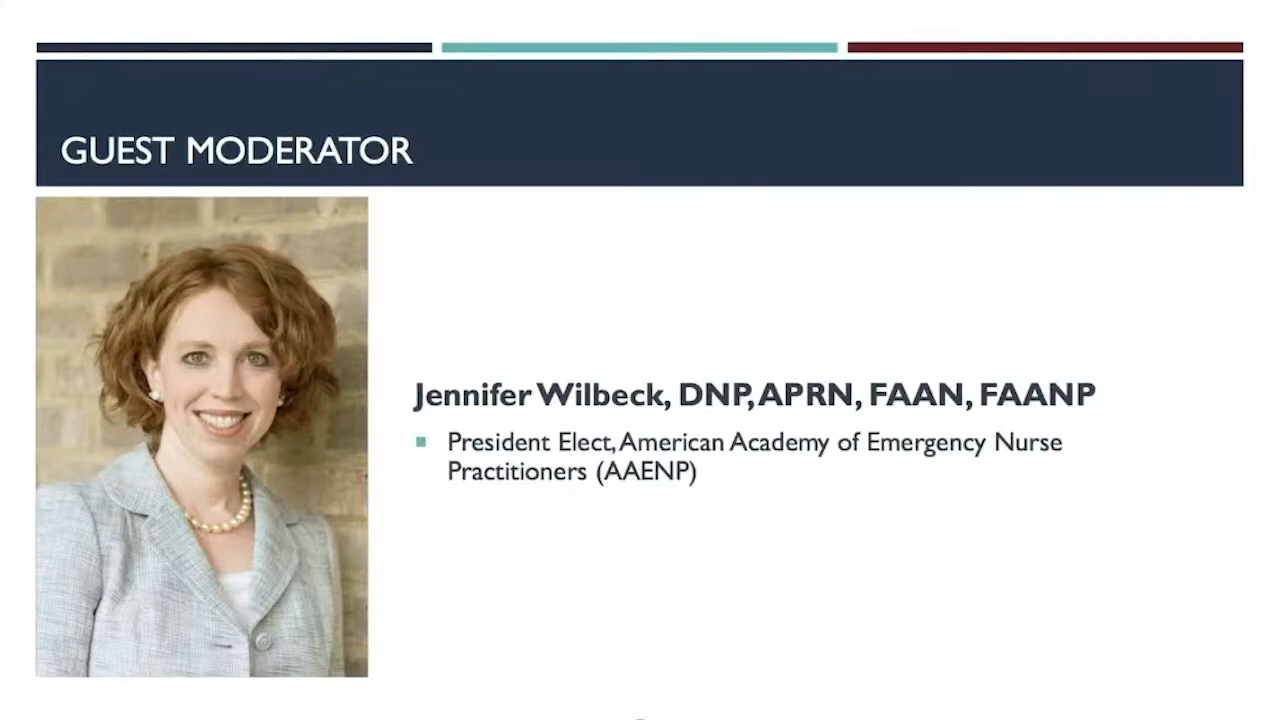 GUEST MODERATOR
Jennifer Wilbeck, DNP, APRN, FAAN, FAANP
President Elect, American Academy of Emergency Nurse
Practitioners (AAENP)